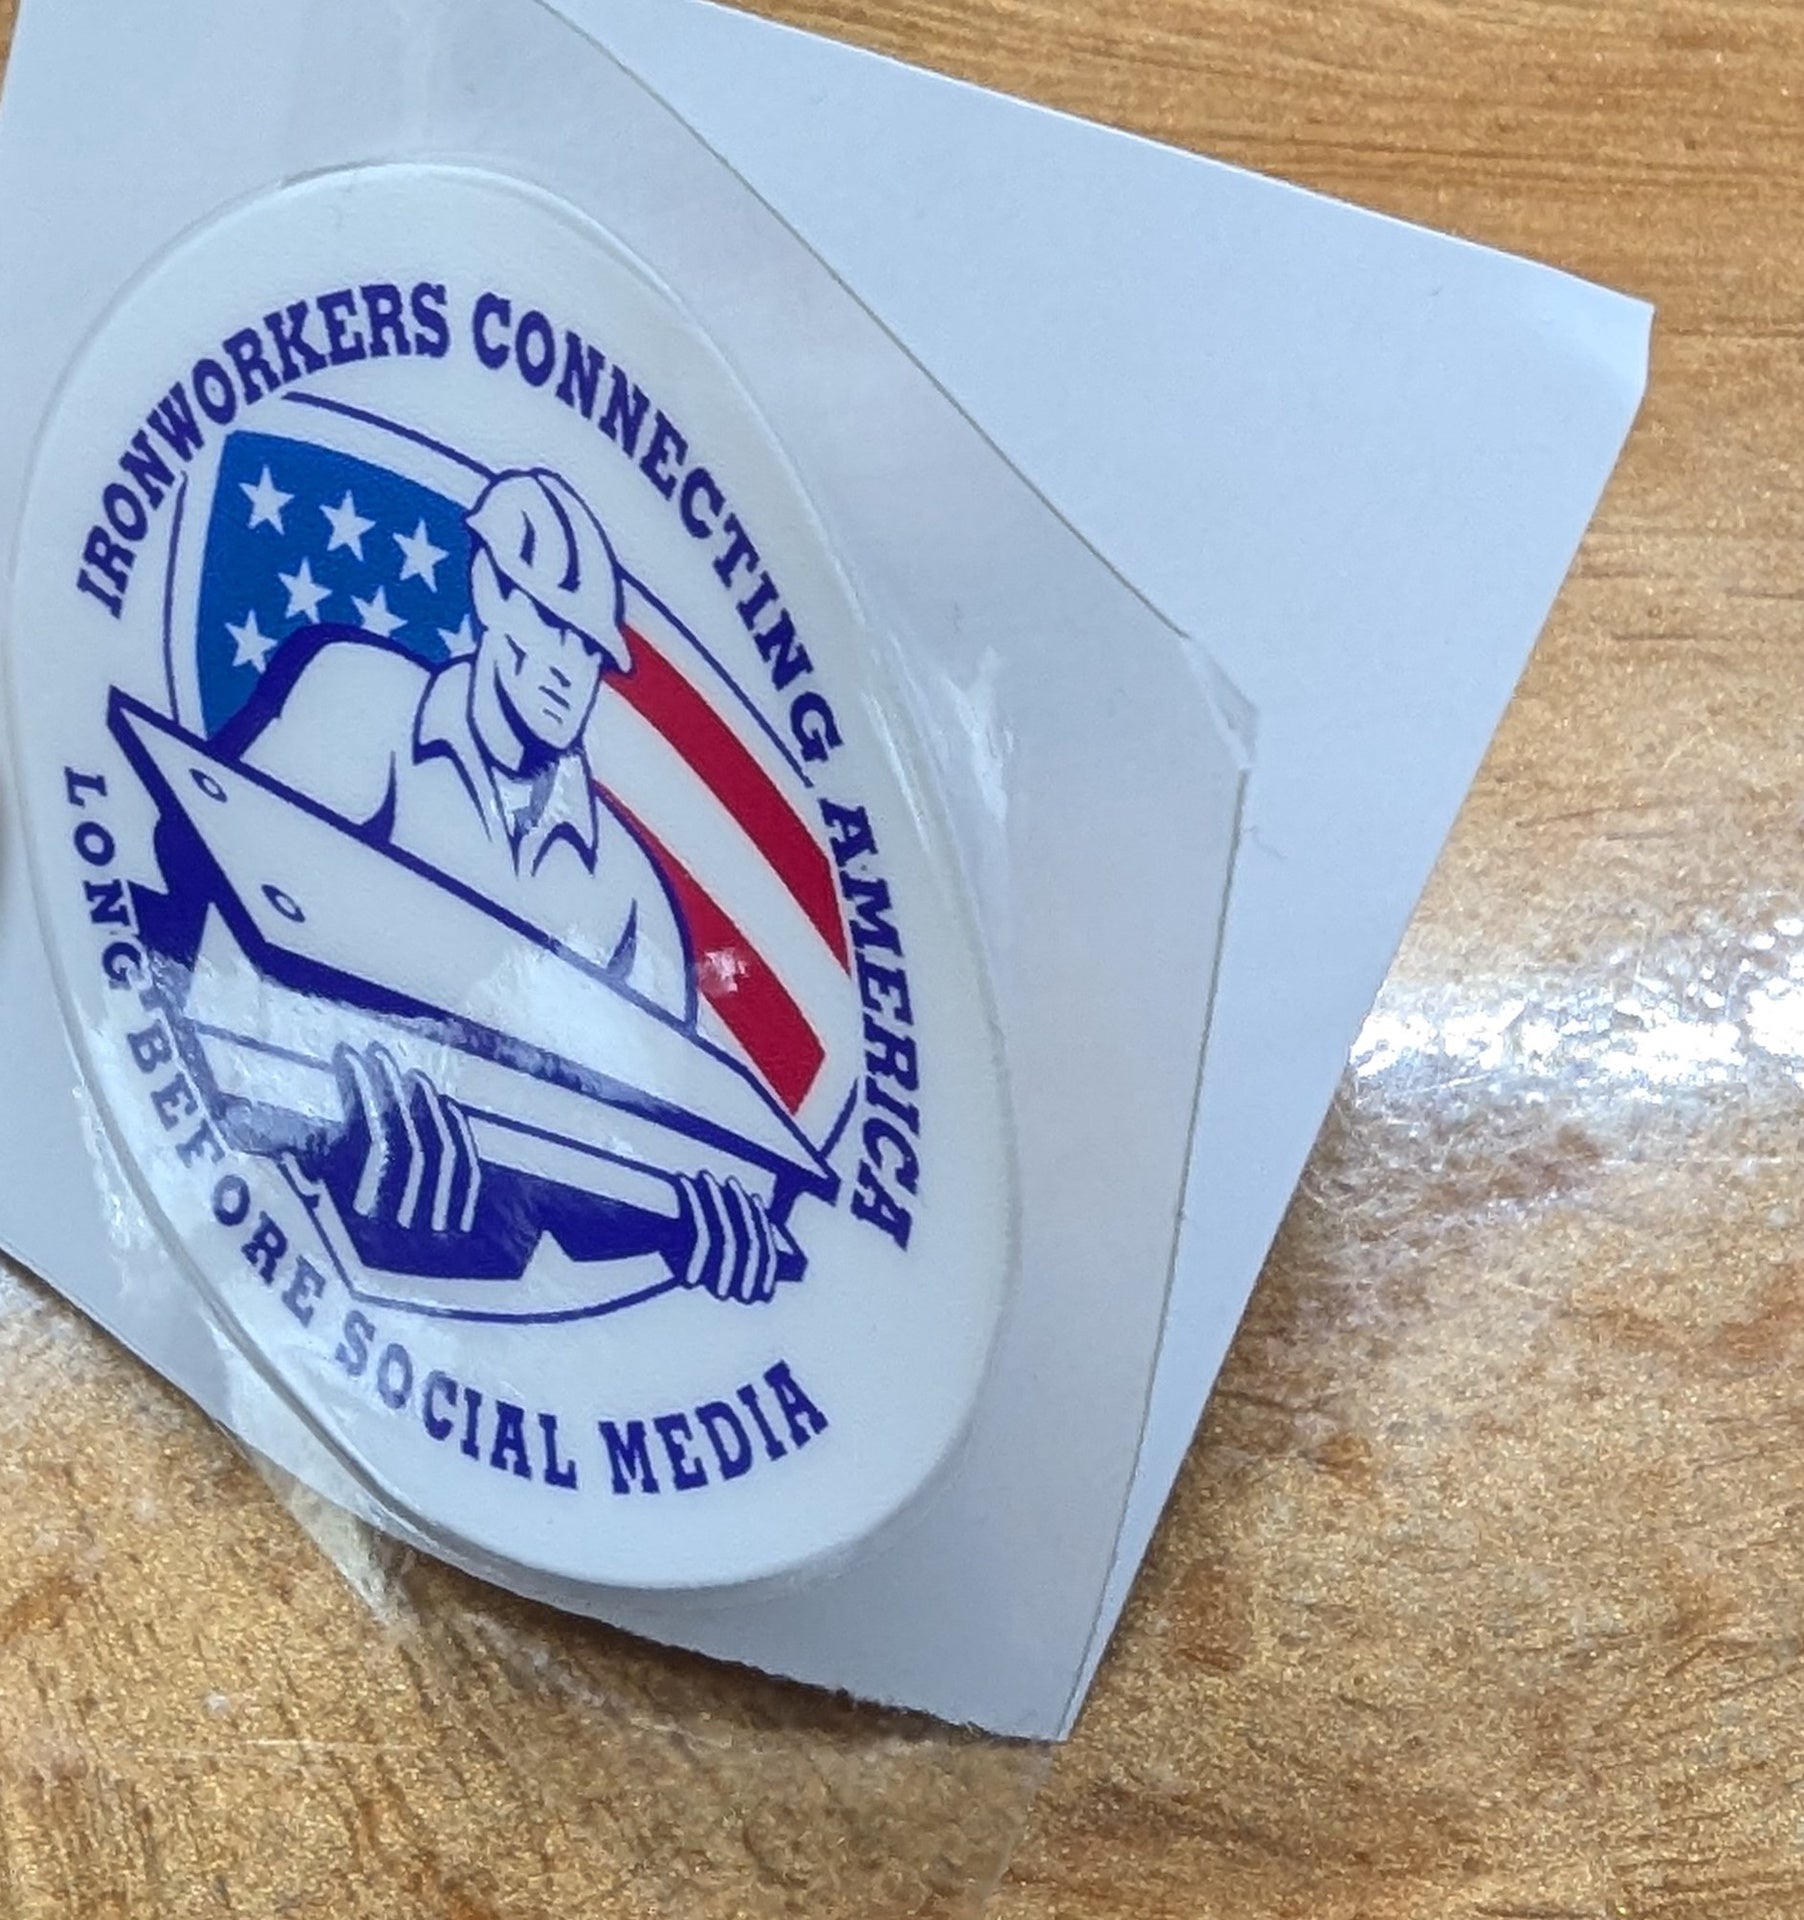 IRONWORKERS CONNECTING AMERICA
LONG BEFORE SOCIAL MEDIA